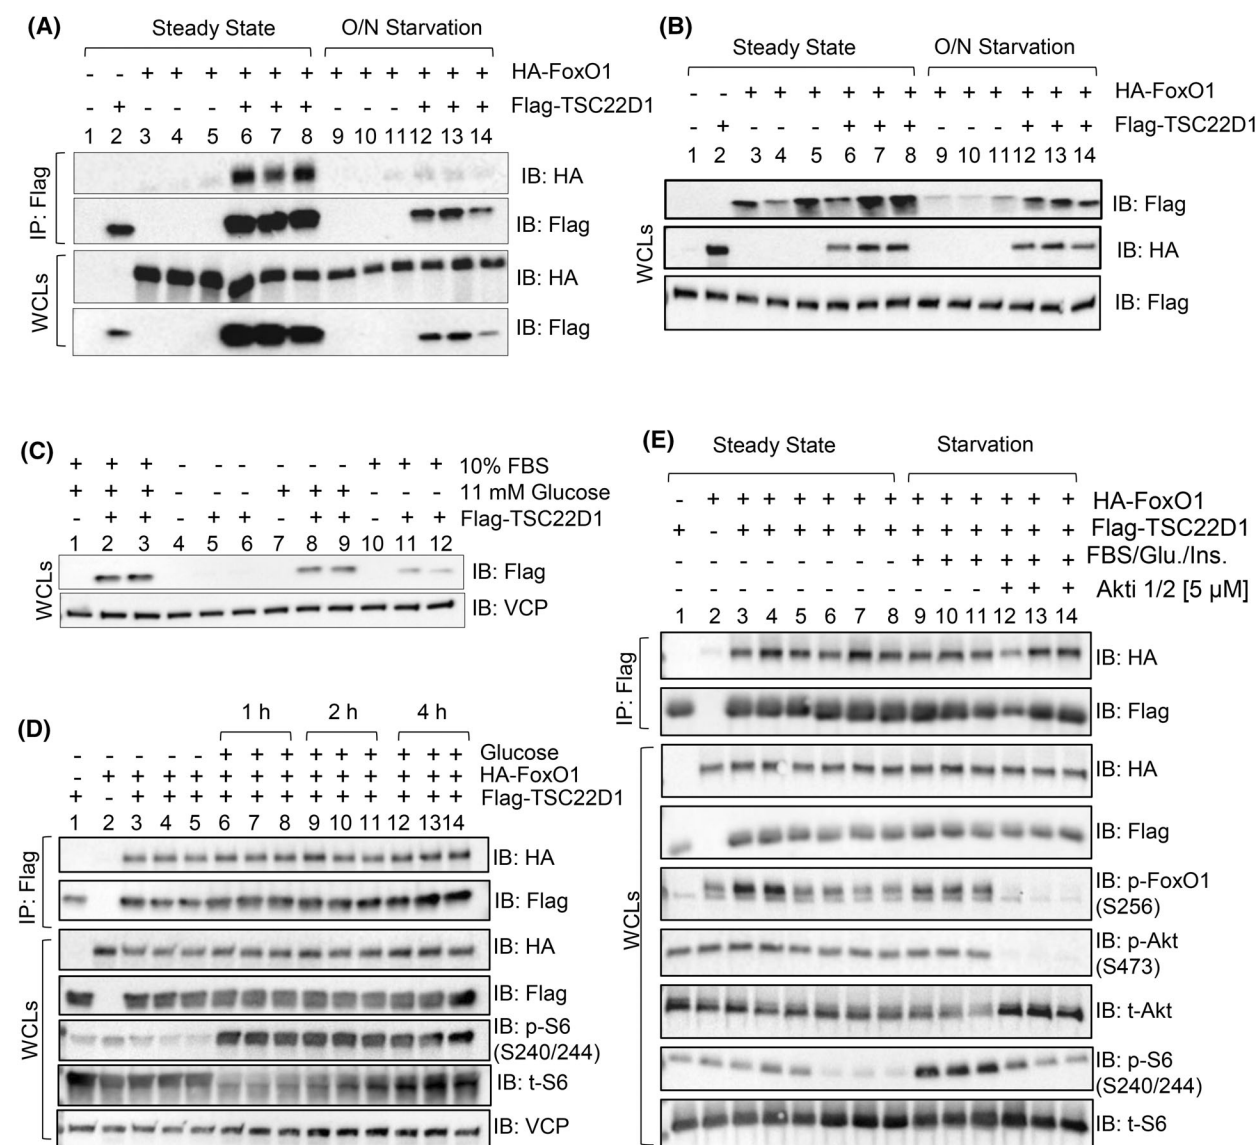 (A)
Steady State O/N Starvation
- - + + + + + + + + + + + + HA-FoxO1
- + - - - + + + - - - + + + Flag-TSC22D1
1 2 3 4 5 6 7 8 9 10 11 12 13 14
IP: Flag
IB: HA
IB: Flag
WCLs
IB: HA
IB: Flag
(B)
Steady State O/N Starvation
- - + + + + + + + + + + + + HA-FoxO1
- + - - - + + + - - - + + + Flag-TSC22D1
1 2 3 4 5 6 7 8 9 10 11 12 13 14
WCLs
IB: Flag
IB: HA
IB: Flag
(C)
+ + + - - - - - - + + + 10% FBS
+ + + - - - + + + - - - 11 mM Glucose
- + + - + + - + + - + + Flag-TSC22D1
1 2 3 4 5 6 7 8 9 10 11 12
WCLs
IB: Flag
IB: VCP
(D)
1 h 2 h 4 h
- - - - - + + + + + + + + + Glucose
- + + + + + + + + + + + + + HA-FoxO1
+ - + + + + + + + + + + + + Flag-TSC22D1
1 2 3 4 5 6 7 8 9 10 11 12 13 14
IP: Flag
IB: HA
IB: Flag
WCLs
IB: HA
IB: Flag
IB: p-S6
(S240/244)
IB: t-S6
IB: VCP
(E)
Steady State Starvation
- + + + + + + + + + + + + + HA-FoxO1
+ - + + + + + + + + + + + + Flag-TSC22D1
- - - - - - - - + + + + + + FBS/Glu./Ins.
- - - - - - - - - - - + + + Akti 1/2 [5 µM]
1 2 3 4 5 6 7 8 9 10 11 12 13 14
IP: Flag
IB: HA
IB: Flag
WCLs
IB: HA
IB: Flag
IB: p-FoxO1
(S256)
IB: p-Akt
(S473)
IB: t-Akt
IB: p-S6
(S240/244)
IB: t-S6